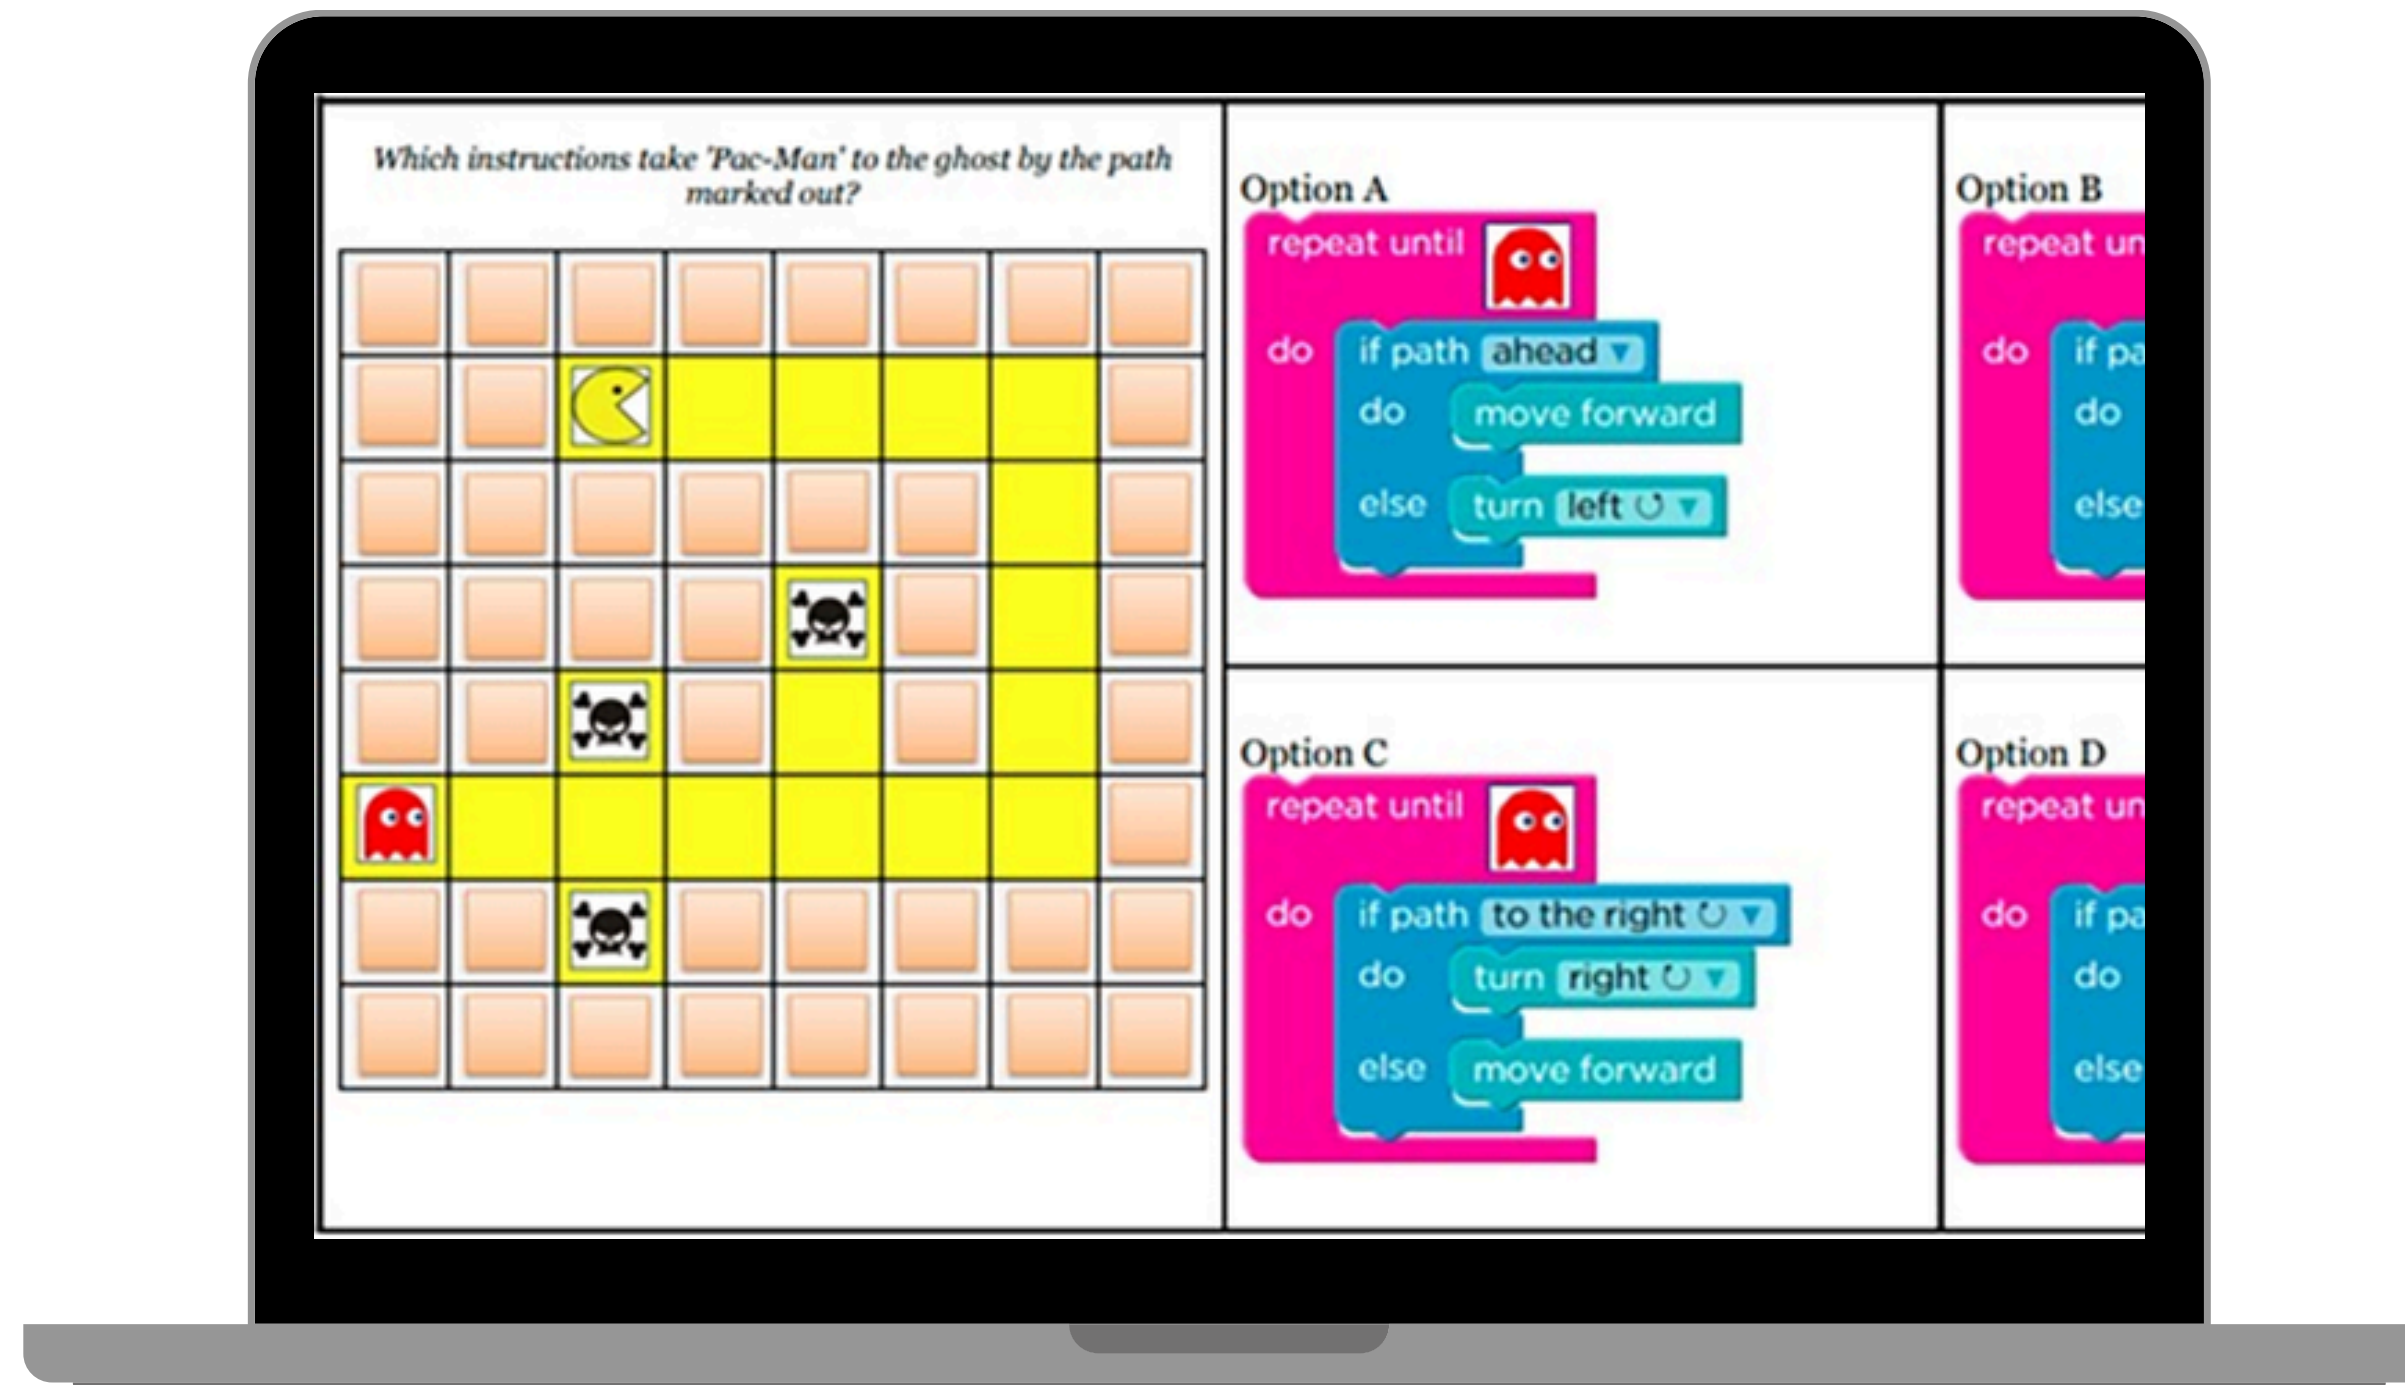 Which instructions take 'Pac-Man' to the ghost by the path
marked out?
Option A
repeat until
do
if path ahead
do
move forward
else
turn left
Option B
repeat un
do
if pa
do
else
Option C
repeat until
do
if path to the right
do
turn right
else
move forward
Option D
repeat un
do
if pa
do
else